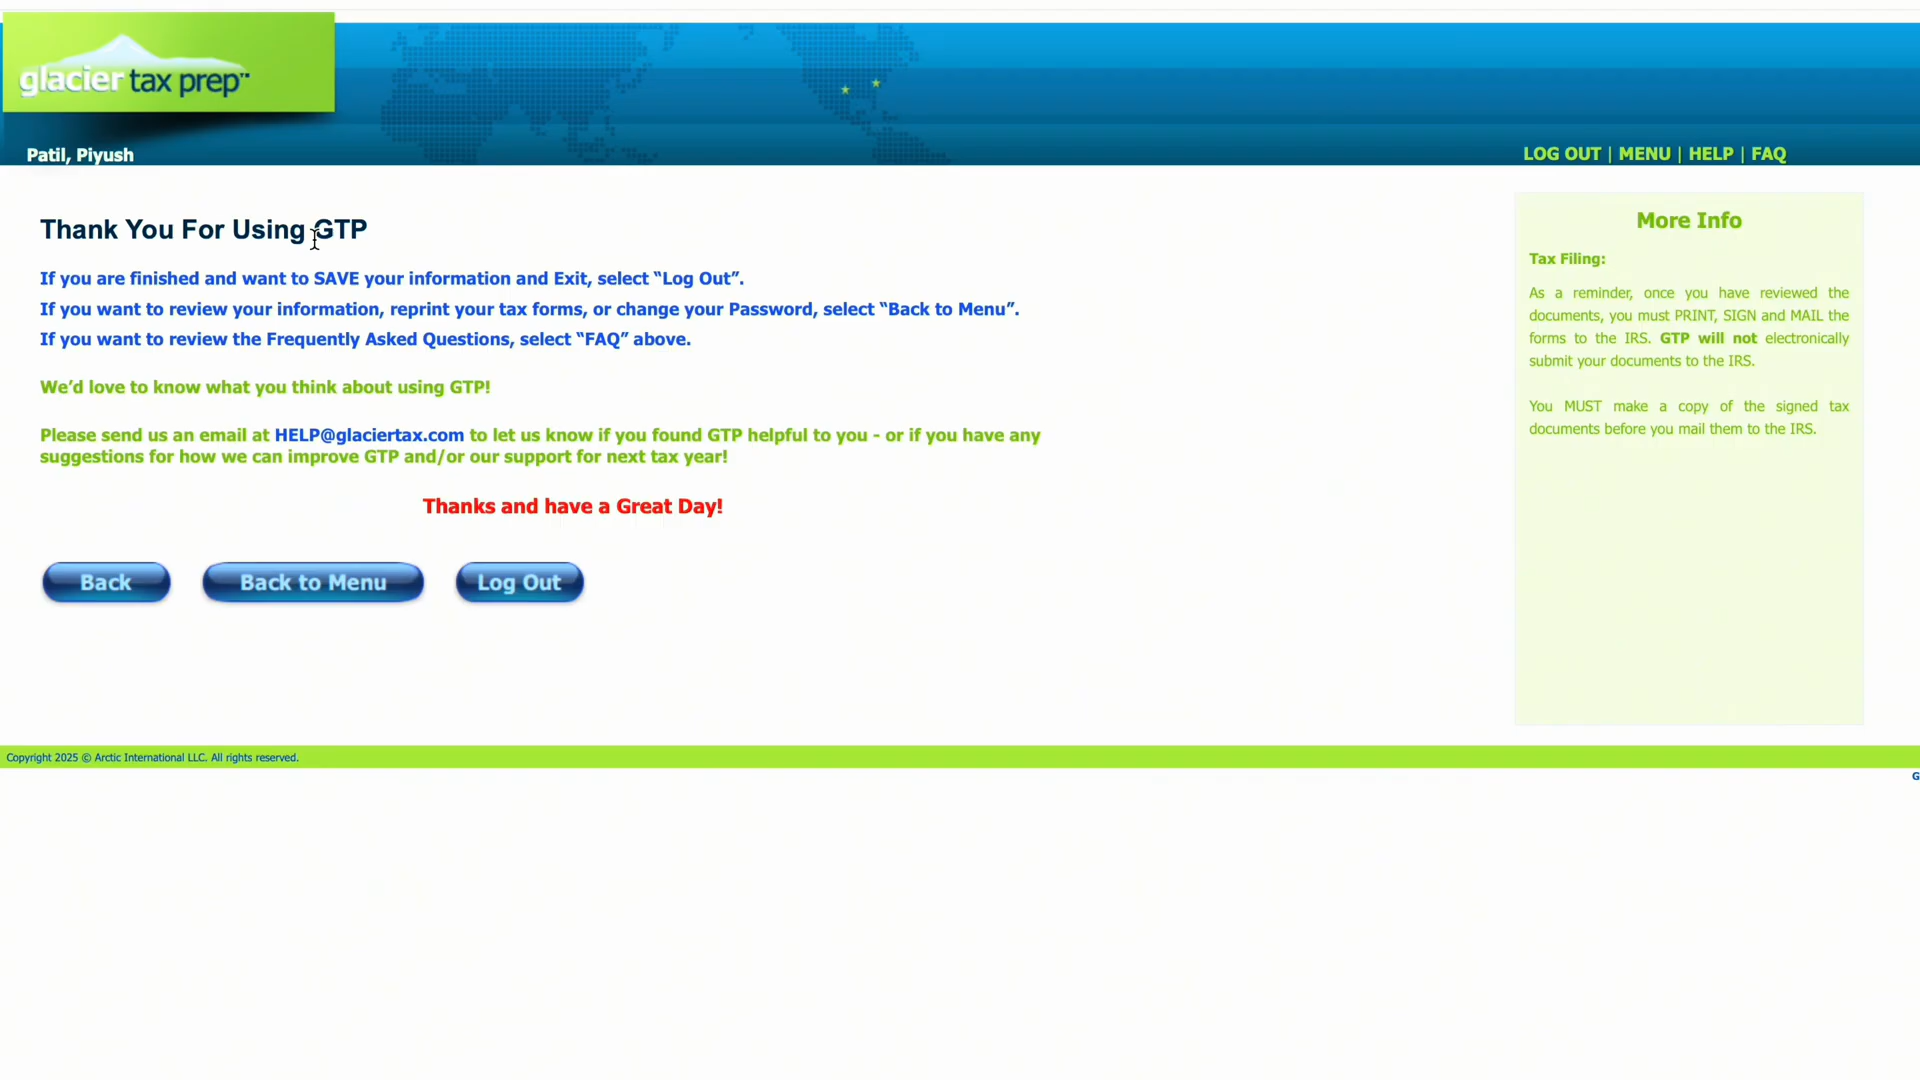 glacier tax prep™
Patil, Piyush
LOG OUT | MENU | HELP | FAQ
Thank You For Using GTP
If you are finished and want to SAVE your information and Exit, select “Log Out”.
If you want to review your information, reprint your tax forms, or change your Password, select “Back to Menu”.
If you want to review the Frequently Asked Questions, select “FAQ” above.
We’d love to know what you think about using GTP!
Please send us an email at HELP@glaciertax.com to let us know if you found GTP helpful to you - or if you have any
suggestions for how we can improve GTP and/or our support for next tax year!
Thanks and have a Great Day!
Back
Back to Menu
Log Out
More Info
Tax Filing:
As a reminder, once you have reviewed the
documents, you must PRINT, SIGN and MAIL the
forms to the IRS. GTP will not electronically
submit your documents to the IRS.
You MUST make a copy of the signed tax
documents before you mail them to the IRS.
Copyright 2025 © Arctic International LLC. All rights reserved.
G